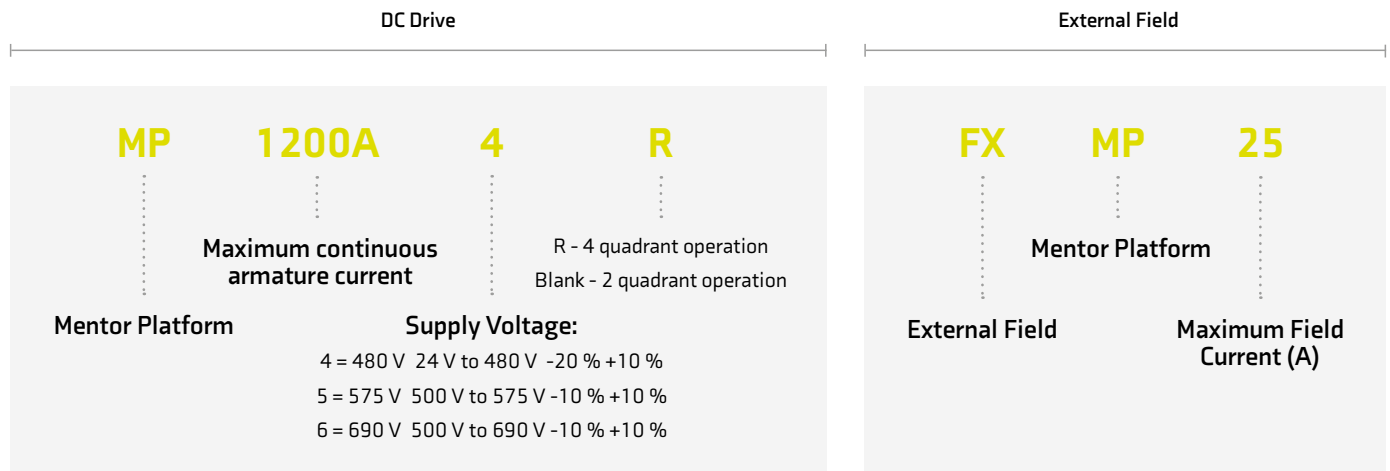 DC Drive
External Field
MP 1200A 4 R
FX MP 25
Maximum continuous
armature current
R - 4 quadrant operation
Blank - 2 quadrant operation
Mentor Platform
Mentor Platform
Supply Voltage:
4 = 480 V 24 V to 480 V -20 % +10 %
5 = 575 V 500 V to 575 V -10 % +10 %
6 = 690 V 500 V to 690 V -10 % +10 %
External Field
Maximum Field
Current (A)